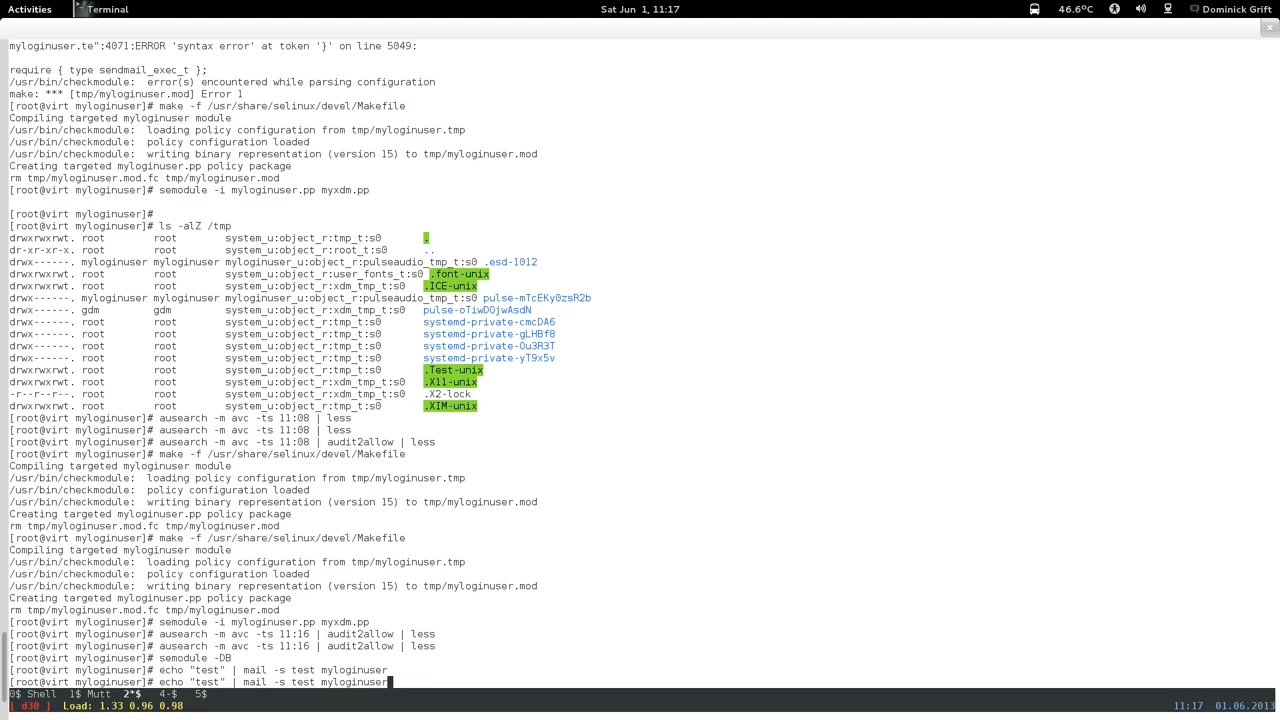 Activities Terminal Sat Jun 1, 11:17 46.6°C Dominick Grift
myloginuser.te":4071:ERROR 'syntax error' at token '}' on line 5049:
require { type sendmail_exec_t };
/usr/bin/checkmodule:  error(s) encountered while parsing configuration
make: *** [tmp/myloginuser.mod] Error 1
[root@virt myloginuser]# make -f /usr/share/selinux/devel/Makefile
Compiling targeted myloginuser module
/usr/bin/checkmodule:  loading policy configuration from tmp/myloginuser.tmp
/usr/bin/checkmodule:  policy configuration loaded
/usr/bin/checkmodule:  writing binary representation (version 15) to tmp/myloginuser.mod
Creating targeted myloginuser.pp policy package
rm tmp/myloginuser.mod.fc tmp/myloginuser.mod
[root@virt myloginuser]# semodule -i myloginuser.pp myxdm.pp
[root@virt myloginuser]#
[root@virt myloginuser]# ls -alZ /tmp
drwxrwxrwt. root root system_u:object_r:tmp_t:s0 .
dr-xr-xr-x. root root system_u:object_r:root_t:s0 ..
drwx------. myloginuser myloginuser myloginuser_u:object_r:pulseaudio_tmp_t:s0 .esd-1012
drwxrwxrwt. root root system_u:object_r:user_fonts_t:s0 .font-unix
drwxrwxrwt. root root system_u:object_r:xdm_tmp_t:s0 .ICE-unix
drwx------. myloginuser myloginuser myloginuser_u:object_r:pulseaudio_tmp_t:s0 pulse-mTcEKy0zsR2b
drwx------. gdm gdm system_u:object_r:xdm_tmp_t:s0 pulse-oTiwDOjwAsdN
drwx------. root root system_u:object_r:tmp_t:s0 systemd-private-cmcDA6
drwx------. root root system_u:object_r:tmp_t:s0 systemd-private-gLHBf8
drwx------. root root system_u:object_r:tmp_t:s0 systemd-private-Ou3R3T
drwx------. root root system_u:object_r:tmp_t:s0 systemd-private-yT9x5v
drwxrwxrwt. root root system_u:object_r:tmp_t:s0 .Test-unix
drwxrwxrwt. root root system_u:object_r:xdm_tmp_t:s0 .X11-unix
-r--r--r--. root root system_u:object_r:xdm_tmp_t:s0 .X2-lock
drwxrwxrwt. root root system_u:object_r:tmp_t:s0 .XIM-unix
[root@virt myloginuser]# ausearch -m avc -ts 11:08 | less
[root@virt myloginuser]# ausearch -m avc -ts 11:08 | less
[root@virt myloginuser]# ausearch -m avc -ts 11:08 | audit2allow | less
[root@virt myloginuser]# make -f /usr/share/selinux/devel/Makefile
Compiling targeted myloginuser module
/usr/bin/checkmodule:  loading policy configuration from tmp/myloginuser.tmp
/usr/bin/checkmodule:  policy configuration loaded
/usr/bin/checkmodule:  writing binary representation (version 15) to tmp/myloginuser.mod
Creating targeted myloginuser.pp policy package
rm tmp/myloginuser.mod.fc tmp/myloginuser.mod
[root@virt myloginuser]# make -f /usr/share/selinux/devel/Makefile
Compiling targeted myloginuser module
/usr/bin/checkmodule:  loading policy configuration from tmp/myloginuser.tmp
/usr/bin/checkmodule:  policy configuration loaded
/usr/bin/checkmodule:  writing binary representation (version 15) to tmp/myloginuser.mod
Creating targeted myloginuser.pp policy package
rm tmp/myloginuser.mod.fc tmp/myloginuser.mod
[root@virt myloginuser]# semodule -i myloginuser.pp myxdm.pp
[root@virt myloginuser]# ausearch -m avc -ts 11:16 | audit2allow | less
[root@virt myloginuser]# ausearch -m avc -ts 11:16 | audit2allow | less
[root@virt myloginuser]# semodule -DB
[root@virt myloginuser]# echo "test" | mail -s test myloginuser
[root@virt myloginuser]# echo "test" | mail -s test myloginuser
0$ Shell 1$ Mutt 2*$ 4-$ 5$
[ d30 ] Load: 1.33 0.96 0.98 11:17 01.06.2013